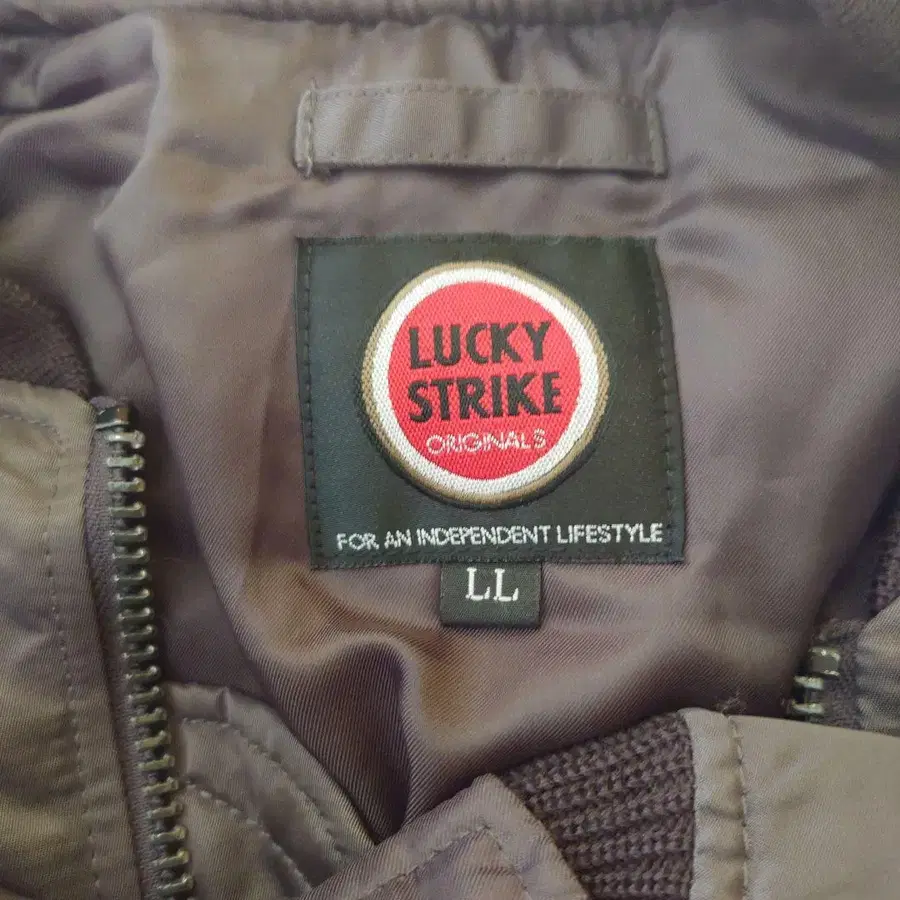 LUCKY
STRIKE
ORIGINALS
FOR AN INDEPENDENT LIFESTYLE
LL